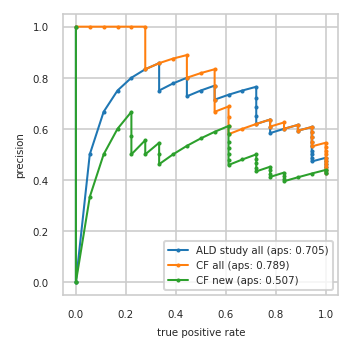 1.0
0.8
0.6
0.4
0.2
0.0
precision
0.0 0.2 0.4 0.6 0.8 1.0
true positive rate
ALD study all (aps: 0.705)
CF all (aps: 0.789)
CF new (aps: 0.507)